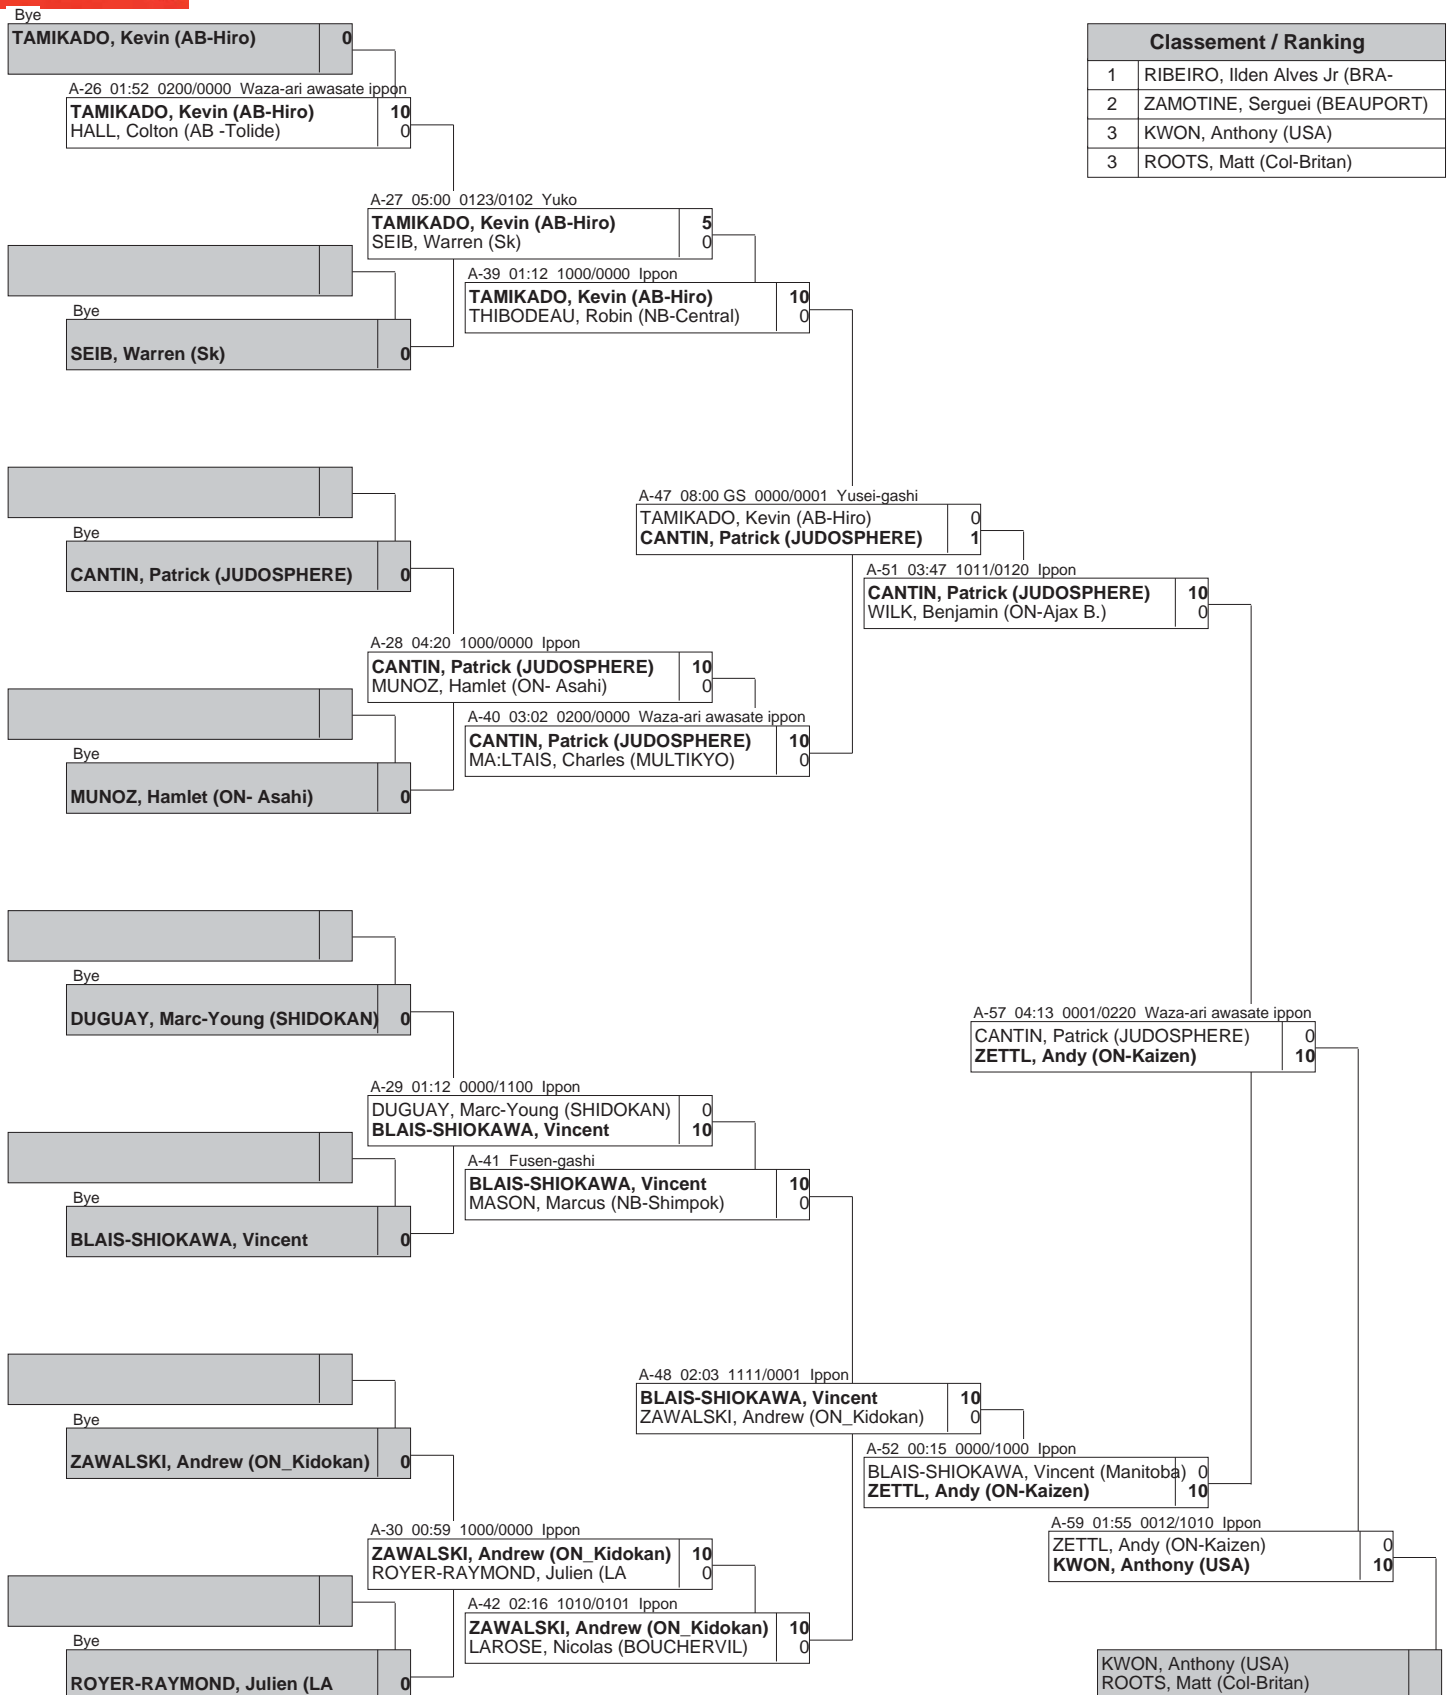 Bye
TAMIKADO, Kevin (AB-Hiro) 0
Classement / Ranking
1 RIBEIRO, Ilden Alves Jr (BRA-
2 ZAMOTINE, Serguei (BEAUPORT)
3 KWON, Anthony (USA)
3 ROOTS, Matt (Col-Britan)
A-26 01:52 0200/0000 Waza-ari awasate ippon
TAMIKADO, Kevin (AB-Hiro) 10
HALL, Colton (AB -Tolide) 0
A-27 05:00 0123/0102 Yuko
TAMIKADO, Kevin (AB-Hiro) 5
SEIB, Warren (Sk) 0
A-39 01:12 1000/0000 Ippon
TAMIKADO, Kevin (AB-Hiro) 10
THIBODEAU, Robin (NB-Central) 0
Bye
SEIB, Warren (Sk) 0
A-47 08:00 GS 0000/0001 Yusei-gashi
TAMIKADO, Kevin (AB-Hiro) 0
CANTIN, Patrick (JUDOSPHERE) 1
Bye
CANTIN, Patrick (JUDOSPHERE) 0
A-51 03:47 1011/0120 Ippon
CANTIN, Patrick (JUDOSPHERE) 10
WILK, Benjamin (ON-Ajax B.) 0
A-28 04:20 1000/0000 Ippon
CANTIN, Patrick (JUDOSPHERE) 10
MUNOZ, Hamlet (ON- Asahi) 0
A-40 03:02 0200/0000 Waza-ari awasate ippon
CANTIN, Patrick (JUDOSPHERE) 10
MA:LTAIS, Charles (MULTIKYO) 0
Bye
MUNOZ, Hamlet (ON- Asahi) 0
Bye
DUGUAY, Marc-Young (SHIDOKAN) 0
A-57 04:13 0001/0220 Waza-ari awasate ippon
CANTIN, Patrick (JUDOSPHERE) 0
ZETTL, Andy (ON-Kaizen) 10
A-29 01:12 0000/1100 Ippon
DUGUAY, Marc-Young (SHIDOKAN) 0
BLAIS-SHIOKAWA, Vincent 10
A-41 Fusen-gashi
BLAIS-SHIOKAWA, Vincent 10
MASON, Marcus (NB-Shimpok) 0
Bye
BLAIS-SHIOKAWA, Vincent 0
A-48 02:03 1111/0001 Ippon
BLAIS-SHIOKAWA, Vincent 10
ZAWALSKI, Andrew (ON_Kidokan) 0
Bye
ZAWALSKI, Andrew (ON_Kidokan) 0
A-52 00:15 0000/1000 Ippon
BLAIS-SHIOKAWA, Vincent (Manitoba) 0
ZETTL, Andy (ON-Kaizen) 10
A-30 00:59 1000/0000 Ippon
ZAWALSKI, Andrew (ON_Kidokan) 10
ROYER-RAYMOND, Julien (LA 0
A-59 01:55 0012/1010 Ippon
ZETTL, Andy (ON-Kaizen) 0
KWON, Anthony (USA) 10
A-42 02:16 1010/0101 Ippon
ZAWALSKI, Andrew (ON_Kidokan) 10
LAROSE, Nicolas (BOUCHERVIL) 0
Bye
ROYER-RAYMOND, Julien (LA 0
KWON, Anthony (USA)
ROOTS, Matt (Col-Britan)